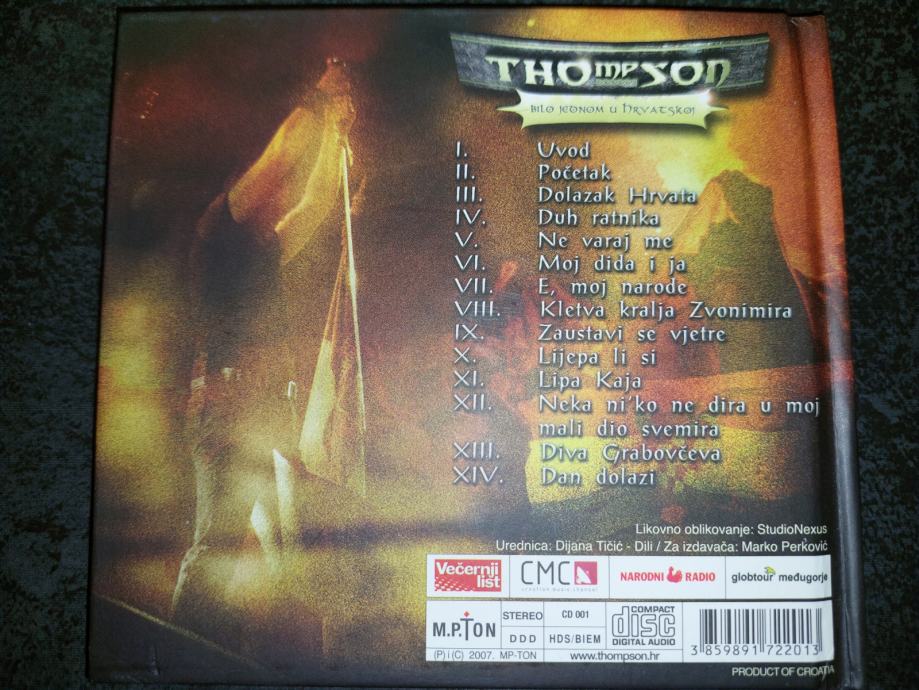 THOmpSON
BILO JEDNOM U HRVATSKOJ
I. Uvod
II. Početak
III. Dolazak Hrvata
IV. Duh ratnika
V. Ne varaj me
VI. Moj dida i ja
VII. E, moj narode
VIII. Kletva kralja Zvonimira
IX. Zaustavi se vjetre
X. Lijepa li si
XI. Lipa Kaja
XII. Neka ni'ko ne dira u moj
mali dio svemira
XIII. Diva Grabovčeva
XIV. Dan dolazi
Likovno oblikovanje: StudioNexus
Urednica: Dijana Tičić - Dili / Za izdavača: Marko Perković
Večernji list
CMC
croatian music channel
NARODNI RADIO
globtour međugorje
M.P.TON
STEREO
CD 001
DDD
HDS/BIEM
COMPACT
disc
DIGITAL AUDIO
(P) i (C) 2007. MP-TON
www.thompson.hr
3 859891 722013
PRODUCT OF CROATIA